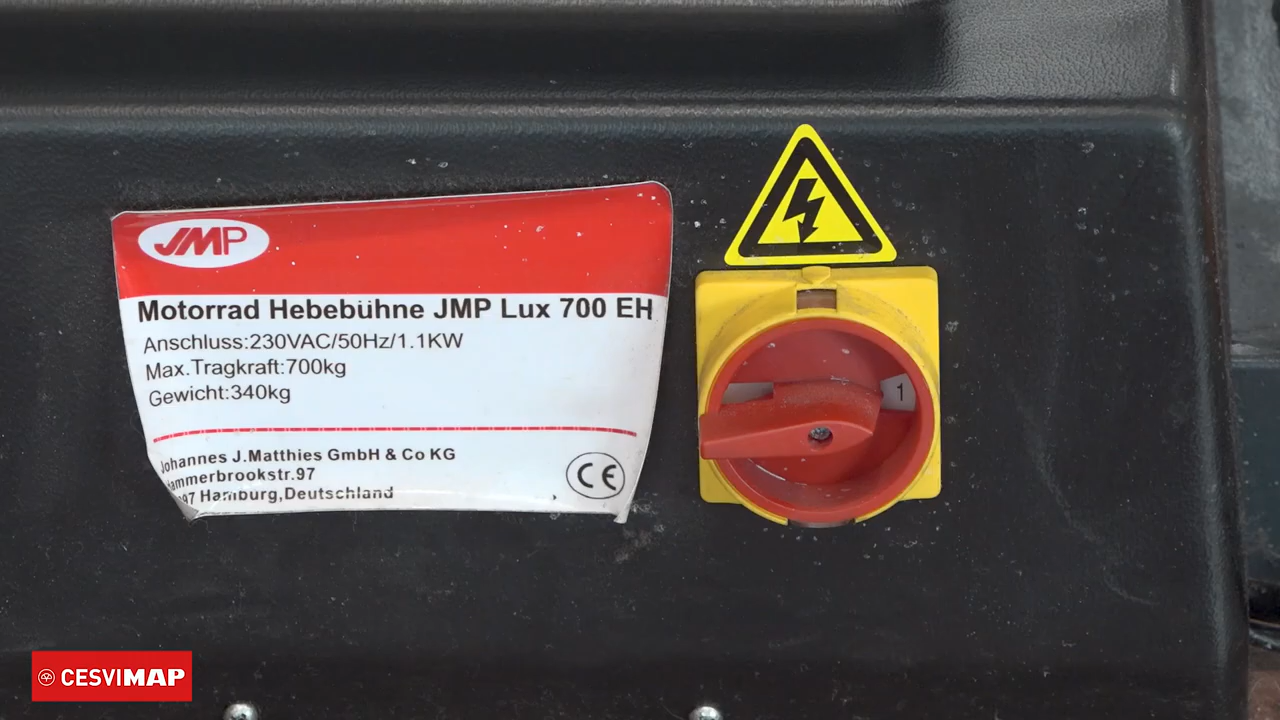 JMP
Motorrad Hebebühne JMP Lux 700 EH
Anschluss:230VAC/50Hz/1.1KW
Max.Tragkraft:700kg
Gewicht:340kg
Johannes J.Matthies GmbH & Co KG
ammerbrookstr.97
97 Hamburg,Deutschland
CE
1
CESVIMAP